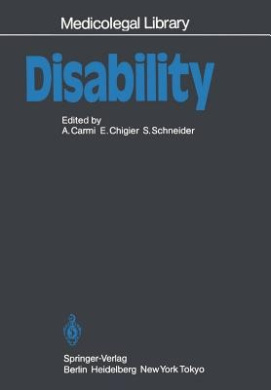 Medicolegal Library
Disability
Edited by
A.Carmi E.Chigier S.Schneider
Springer-Verlag
Berlin Heidelberg New York Tokyo